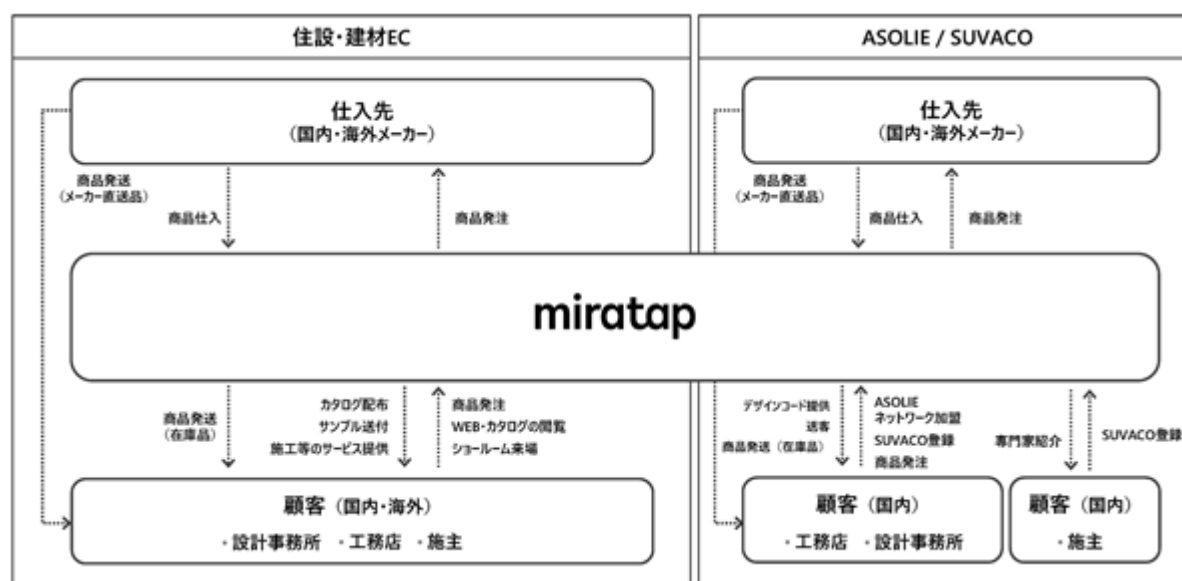 住設・建材EC
仕入先
（国内・海外メーカー）
商品発送
（メーカー直送品）
商品仕入
商品発注
ASOLIE / SUVACO
仕入先
（国内・海外メーカー）
商品発送
（メーカー直送品）
商品仕入
商品発注
miratap
商品発送
（在庫品）
カタログ配布
サンプル送付
施工等のサービス提供
商品発注
WEB・カタログの閲覧
ショールーム来場
顧客（国内・海外）
・設計事務所 ・工務店 ・施主
デザインコード提供
送客
商品発送（在庫品）
ASOLIE
ネットワーク加盟
SUVACO登録
商品発注
専門家紹介
SUVACO登録
顧客（国内）
・工務店 ・設計事務所
顧客（国内）
・施主